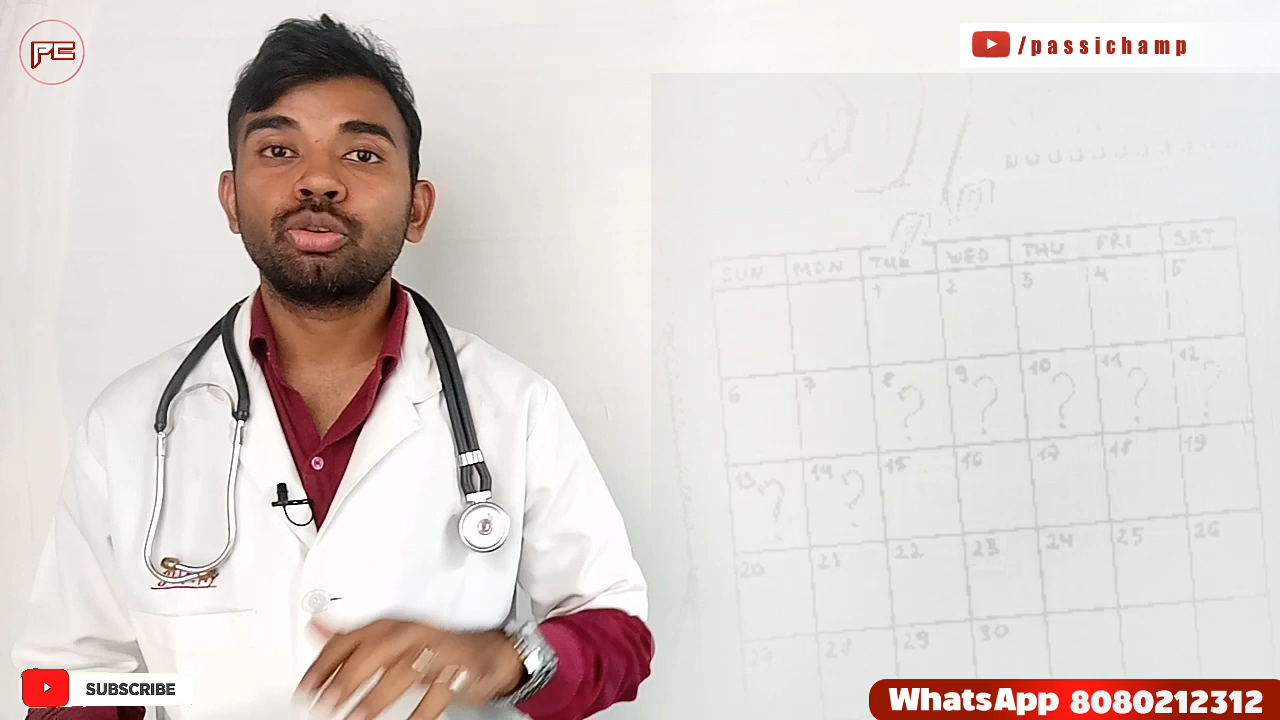 PC
/passichamp
SUN MON TUE WED THU FRI SAT
1 2 3 4 5
6 7 8 ? 9 ? 10 ? 11 ? 12 ?
13 ? 14 ? 15 16 17 18 19
20 21 22 23 24 25 26
27 28 29 30
SUBSCRIBE
WhatsApp 8080212312